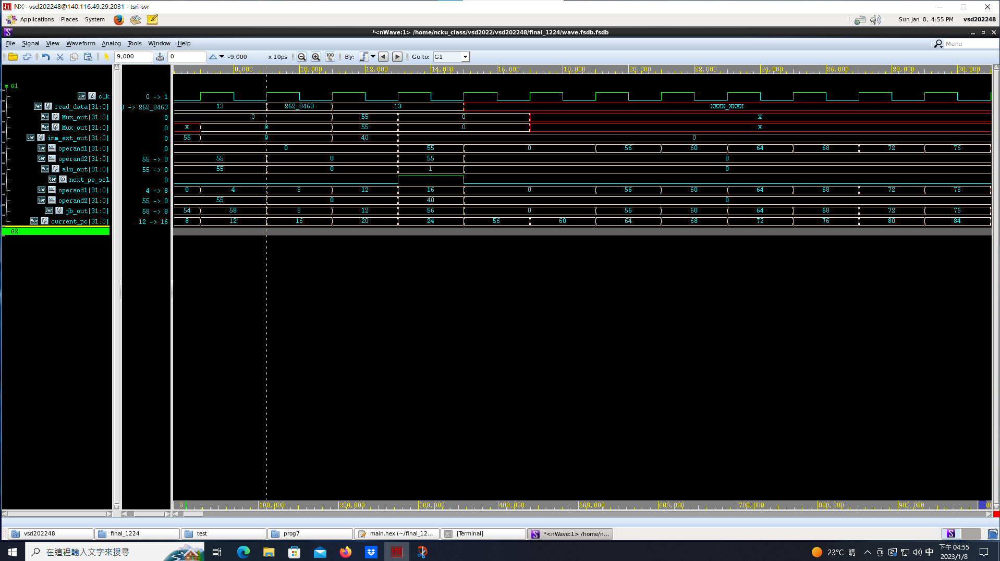 NX - vsd202248@140.116.49.29:2031 - tsri-svr
Applications Places System Sun Jan 8, 4:55 PM vsd202248
*<nWave:1> /home/ncku_class/vsd2022/vsd202248/final_1224/wave.fsdb.fsdb
File Signal View Waveform Analog Tools Window Help Menu
9,000 0 -9,000 x 10ps 100 % By: Go to: G1
8,000 10,000 12,000 14,000 16,000 18,000 20,000 22,000 24,000 26,000 28,000 30,000
G1
clk 0 -> 1
read_data[31:0] 3 -> 262_8463 13 262_8463 13 XXXX_XXXX
Mux_out[31:0] 0 0 55 0 X
Mux_out[31:0] 0 X 0 55 0 X
imm_ext_out[31:0] 0 55 0 40 0
operand1[31:0] 0 0 55 0 56 60 64 68 72 76
operand2[31:0] 55 -> 0 55 0 55 0
alu_out[31:0] 55 -> 0 55 0 1 0
next_pc_sel 0
operand1[31:0] 4 -> 8 0 4 8 12 16 0 56 60 64 68 72 76
operand2[31:0] 55 -> 0 55 0 40 0
jb_out[31:0] 58 -> 8 54 58 8 12 56 0 56 60 64 68 72 76
current_pc[31:0] 12 -> 16 8 12 16 20 24 56 60 64 68 72 76 80 84
G2
0 100,000 200,000 300,000 400,000 500,000 600,000 700,000 800,000 900,000
vsd202248 final_1224 test prog7 main.hex (~/final_12... [Terminal] *<nWave:1> /home/n...
在這裡輸入文字來搜尋 23°C 晴 中 下午 04:55
2023/1/8